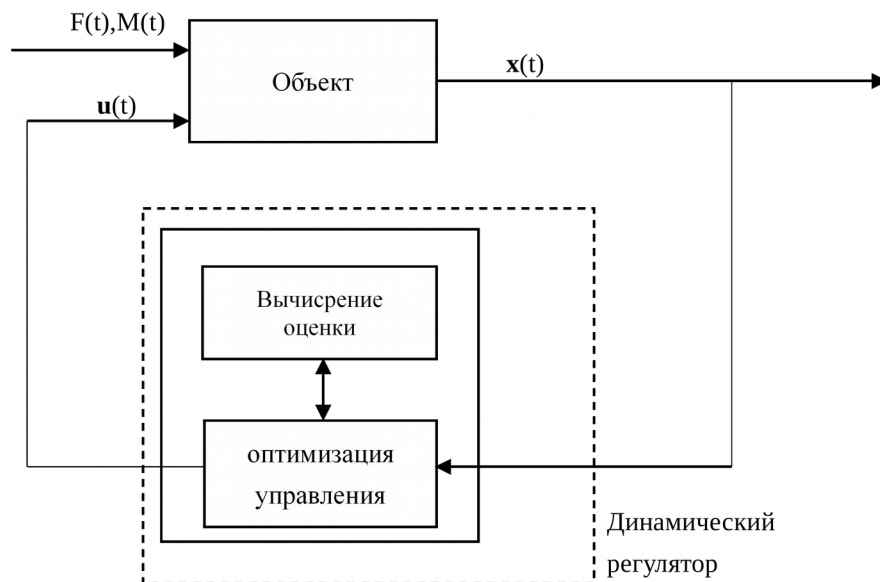 F(t),M(t)
Объект
x(t)
u(t)
Вычисрение
оценки
оптимизация
управления
Динамический
регулятор